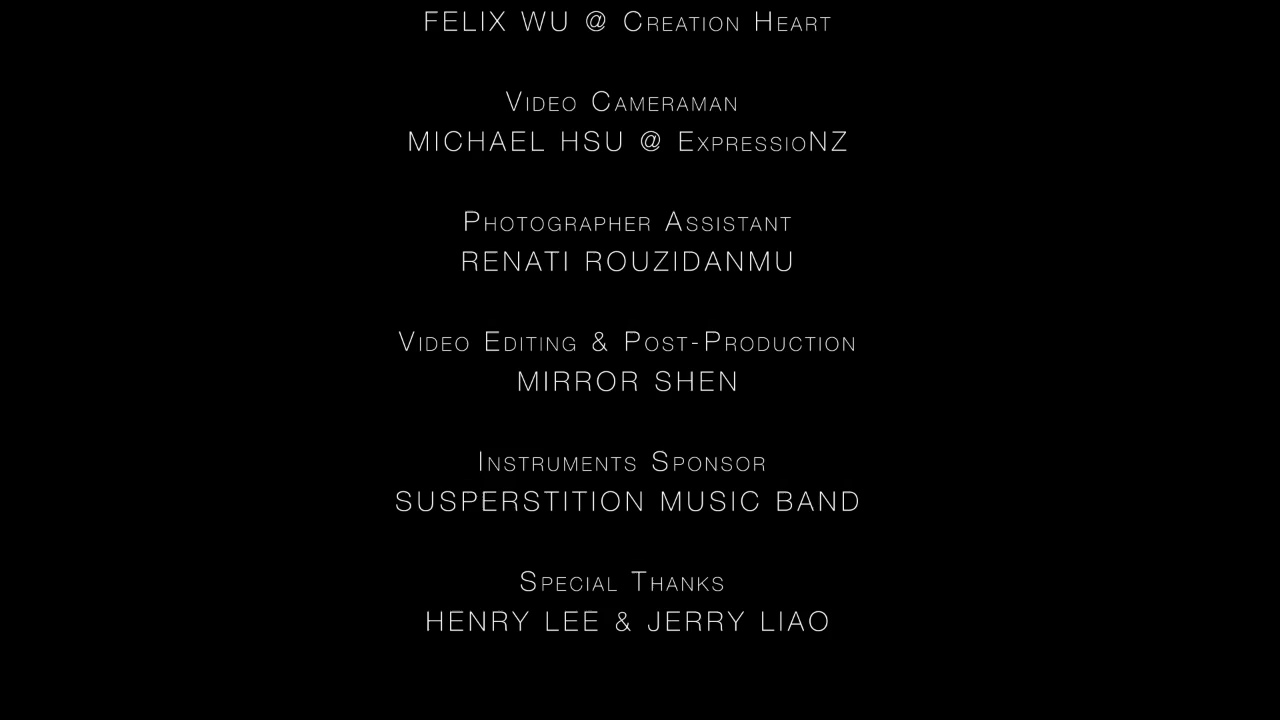 FELIX WU @ Creation Heart
Video Cameraman
MICHAEL HSU @ ExpressioNZ
Photographer Assistant
RENATI ROUZIDANMU
Video Editing & Post-Production
MIRROR SHEN
Instruments Sponsor
SUSPERSTITION MUSIC BAND
Special Thanks
HENRY LEE & JERRY LIAO